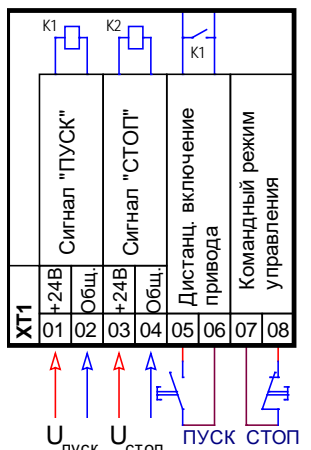 K1
K2
K1
Сигнал "ПУСК"
Сигнал "СТОП"
Дистанц. включение
привода
Командный режим
управления
XT1
+24В
Общ.
+24В
Общ.
01 02 03 04 05 06 07 08
Uпуск Uстоп
ПУСК СТОП